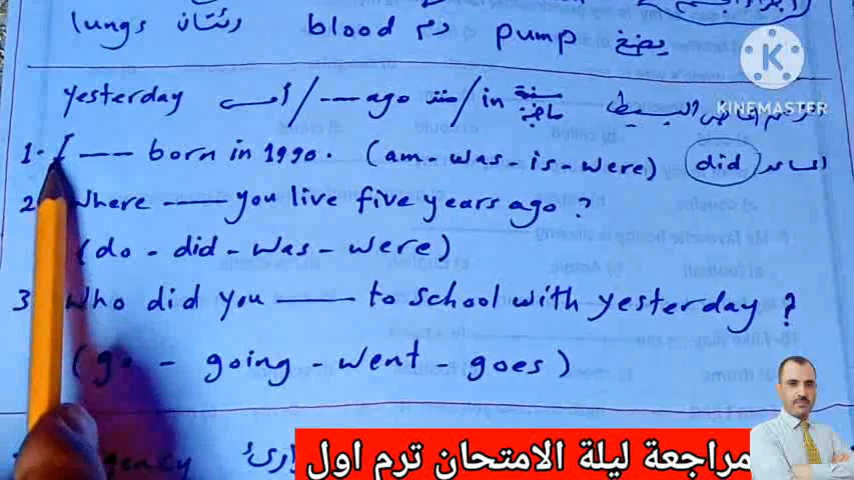 lungs رئتان blood دم pump يضخ
KINEMASTER
yesterday أمس / --- ago منذ / in سنة ماضية الماضي البسيط
1- I --- born in 1990. (am - was - is - were) did المساعد
2 Where --- you live five years ago ?
(do - did - was - were)
3 Who did you --- to school with yesterday ?
(go - going - went - goes)
مراجعة ليلة الامتحان ترم اول